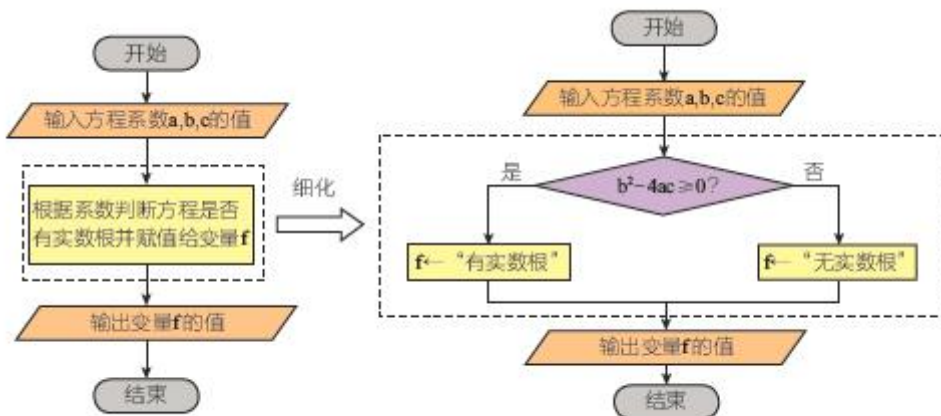 开始
输入方程系数a,b,c的值
根据系数判断方程是否
有实数根并赋值给变量f
输出变量f的值
结束
细化
开始
输入方程系数a,b,c的值
b²-4ac≥0?
是
否
f← “有实数根”
f← “无实数根”
输出变量f的值
结束